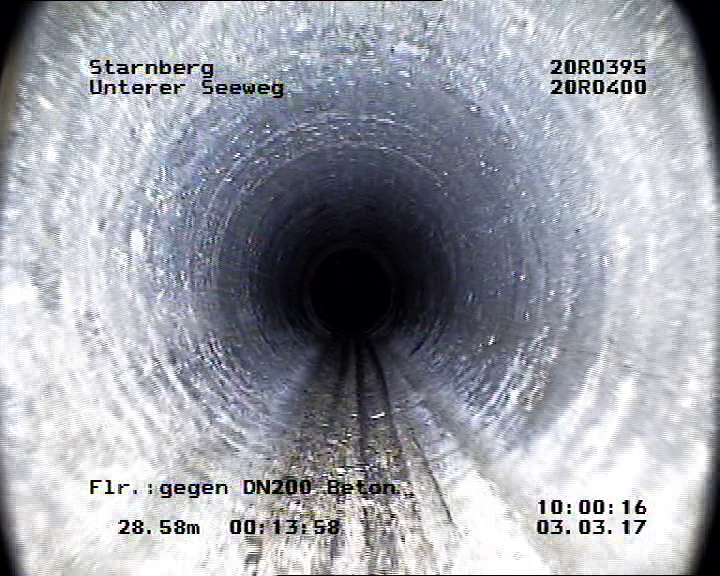 Starnberg 20R0395
Unterer Seeweg 20R0400
Flr.:gegen DN200 Beton
10:00:16
28.58m 00:13:58 03.03.17